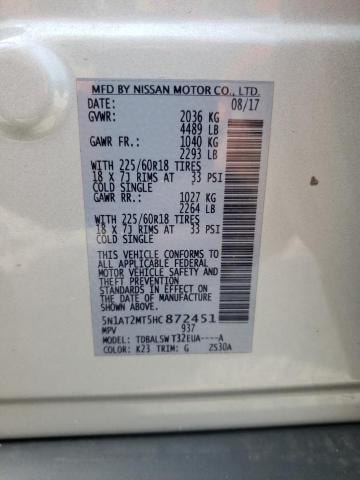 MFD BY NISSAN MOTOR CO., LTD.
DATE: 08/17
GVWR: 2036 KG
4489 LB
GAWR FR.: 1040 KG
2293 LB
WITH 225/60R18 TIRES
18 X 7J RIMS AT 33 PSI
COLD SINGLE
GAWR RR.: 1027 KG
2264 LB
WITH 225/60R18 TIRES
18 X 7J RIMS AT 33 PSI
COLD SINGLE
THIS VEHICLE CONFORMS
TO ALL APPLICABLE FEDERAL
MOTOR VEHICLE SAFETY
AND THEFT PREVENTION
STANDARDS IN EFFECT ON
THE DATE OF MANUFACTURE
SHOWN ABOVE.
5N1AT2MT5HC872451
MPV 937
MODEL: TDBALSW T32EUA----A
COLOR: K23 TRIM: G ZS30A